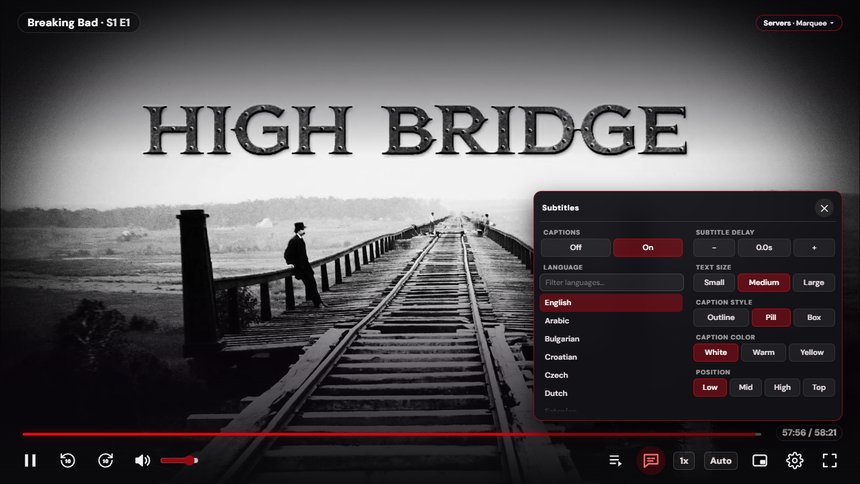 Breaking Bad · S1 E1
Servers · Marquee
HIGH BRIDGE
Subtitles
CAPTIONS
Off
On
LANGUAGE
Filter languages...
English
Arabic
Bulgarian
Croatian
Czech
Dutch
SUBTITLE DELAY
−
0.0s
+
TEXT SIZE
Small
Medium
Large
CAPTION STYLE
Outline
Pill
Box
CAPTION COLOR
White
Warm
Yellow
POSITION
Low
Mid
High
Top
57:56 / 58:21
10
10
1x
Auto